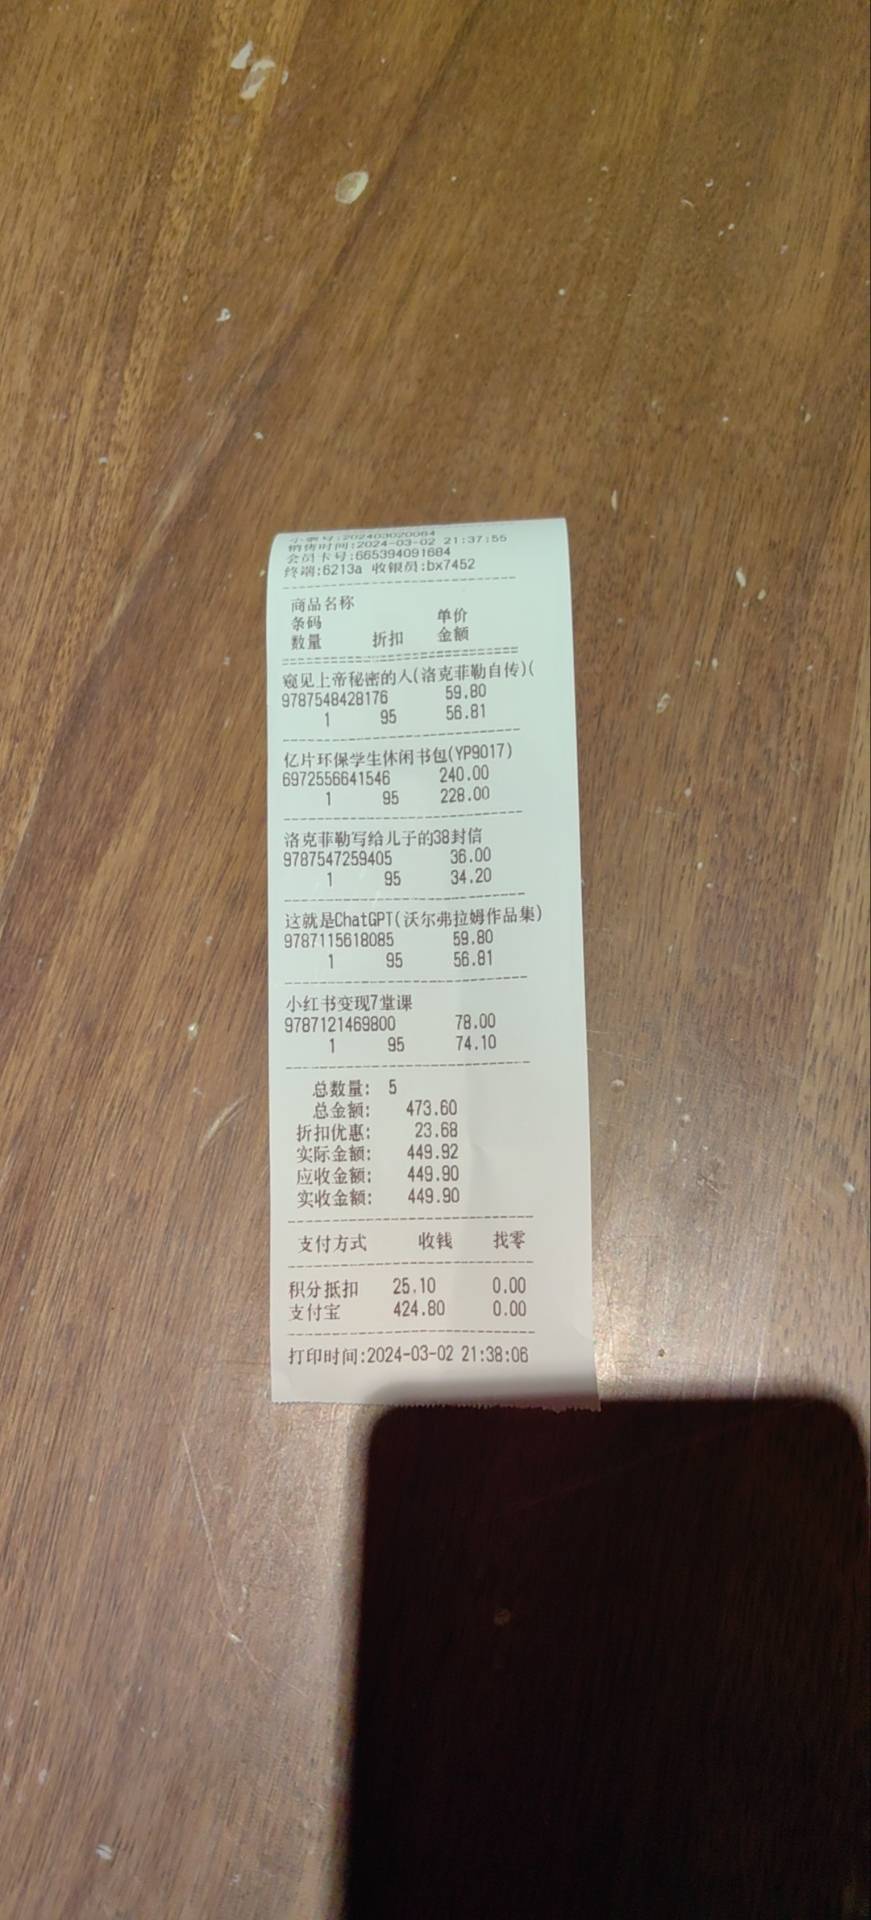 小票号:202403020084
销售时间:2024-03-02 21:37:55
会员卡号:665394091684
终端:6213a 收银员:bx7452
商品名称
条码 单价
数量 折扣 金额
窥见上帝秘密的人(洛克菲勒自传)(
9787548428176 59.80
1 95 56.81
亿片环保学生休闲书包(YP9017)
6972556641546 240.00
1 95 228.00
洛克菲勒写给儿子的38封信
9787547259405 36.00
1 95 34.20
这就是ChatGPT(沃尔弗拉姆作品集)
9787115618085 59.80
1 95 56.81
小红书变现7堂课
9787121469800 78.00
1 95 74.10
总数量: 5
总金额: 473.60
折扣优惠: 23.68
实际金额: 449.92
应收金额: 449.90
实收金额: 449.90
支付方式 收钱 找零
积分抵扣 25.10 0.00
支付宝 424.80 0.00
打印时间:2024-03-02 21:38:06